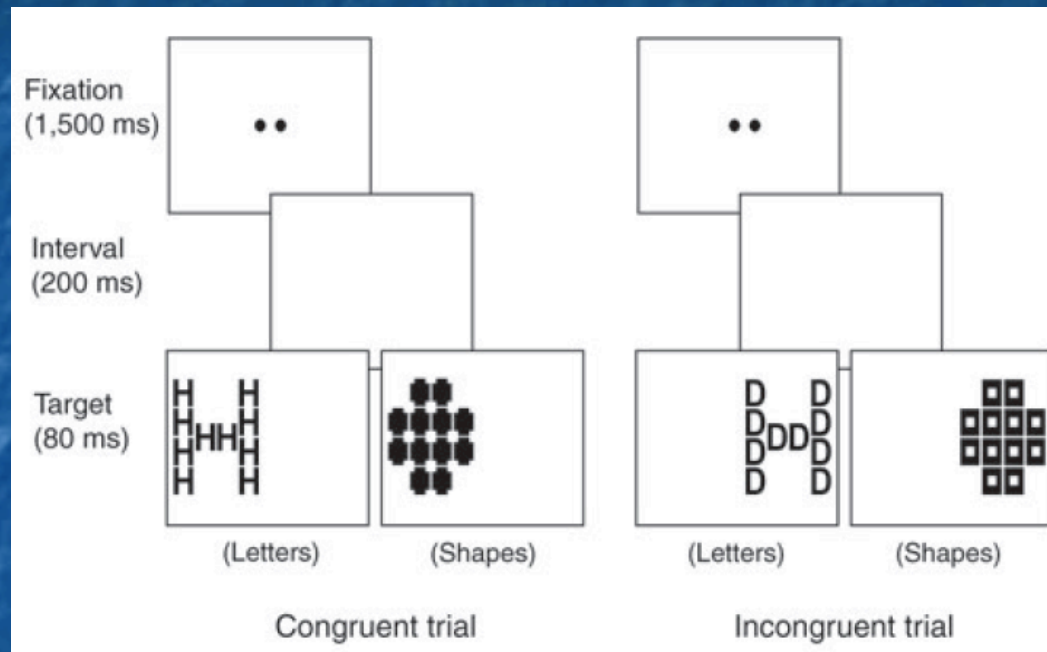 Fixation
(1,500 ms)
Interval
(200 ms)
Target
(80 ms)
H H
H HH H
H H
H H
D D
D DD D
D D
D D
(Letters) (Shapes) (Letters) (Shapes)
Congruent trial Incongruent trial